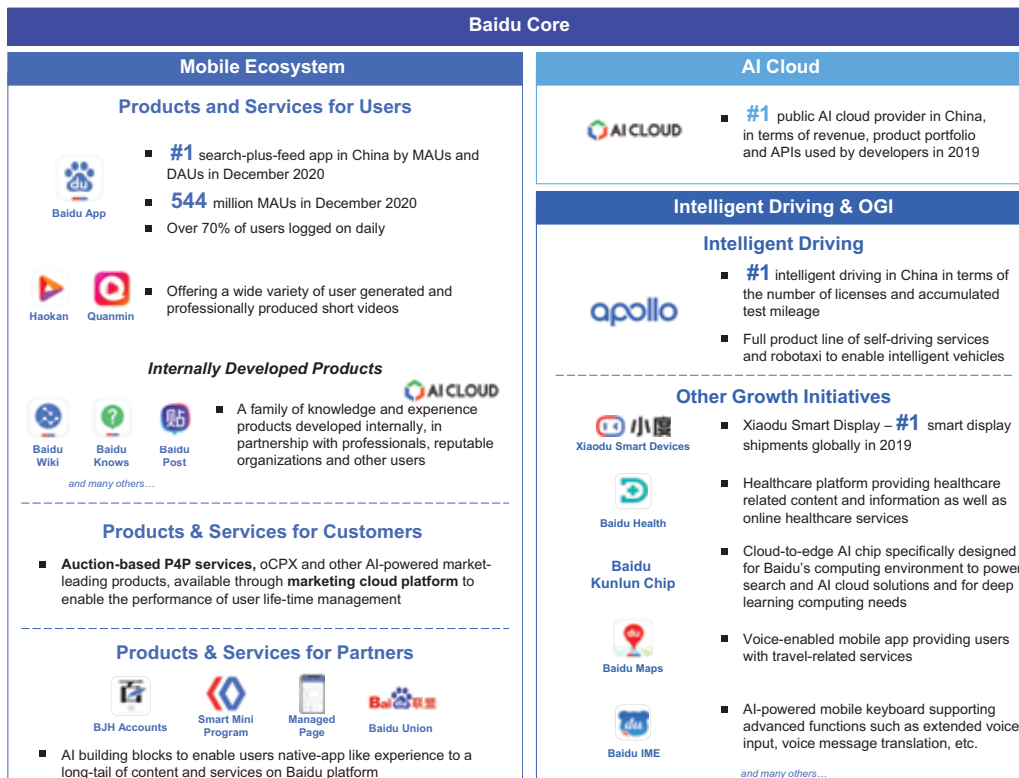 Baidu Core
Mobile Ecosystem
Products and Services for Users
du
Baidu App
■ #1 search-plus-feed app in China by MAUs and
DAUs in December 2020
■ 544 million MAUs in December 2020
■ Over 70% of users logged on daily
Haokan
Quanmin
■ Offering a wide variety of user generated and
professionally produced short videos
Internally Developed Products
AI CLOUD
Baidu
Wiki
?
Baidu
Knows
贴
Baidu
Post
■ A family of knowledge and experience
products developed internally, in
partnership with professionals, reputable
organizations and other users
and many others…
Products & Services for Customers
■ Auction-based P4P services, oCPX and other AI-powered market-
leading products, available through marketing cloud platform to
enable the performance of user life-time management
Products & Services for Partners
BJH Accounts
Smart Mini
Program
Managed
Page
Bai du 联盟
Baidu Union
■ AI building blocks to enable users native-app like experience to a
long-tail of content and services on Baidu platform
AI Cloud
AI CLOUD
■ #1 public AI cloud provider in China,
in terms of revenue, product portfolio
and APIs used by developers in 2019
Intelligent Driving & OGI
Intelligent Driving
apollo
■ #1 intelligent driving in China in terms of
the number of licenses and accumulated
test mileage
■ Full product line of self-driving services
and robotaxi to enable intelligent vehicles
Other Growth Initiatives
小度
Xiaodu Smart Devices
■ Xiaodu Smart Display – #1 smart display
shipments globally in 2019
Baidu Health
■ Healthcare platform providing healthcare
related content and information as well as
online healthcare services
Baidu
Kunlun Chip
■ Cloud-to-edge AI chip specifically designed
for Baidu's computing environment to power
search and AI cloud solutions and for deep
learning computing needs
du
Baidu Maps
■ Voice-enabled mobile app providing users
with travel-related services
du
Baidu IME
■ AI-powered mobile keyboard supporting
advanced functions such as extended voice
input, voice message translation, etc.
and many others…